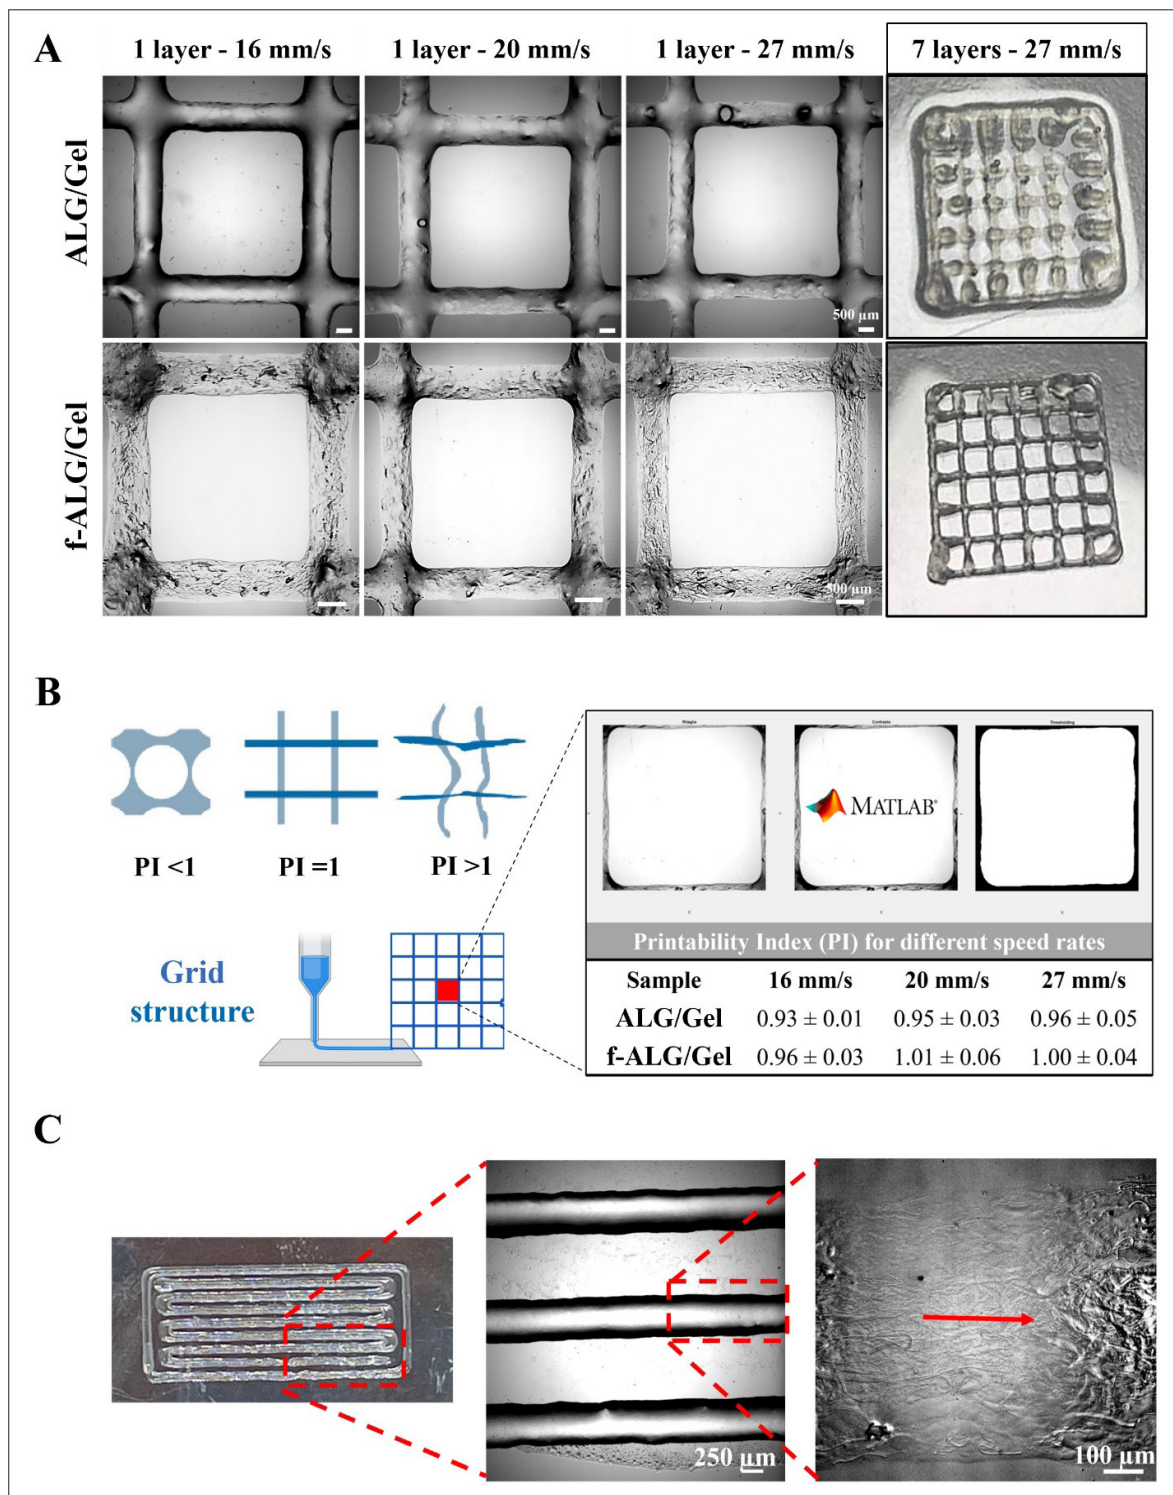 A
1 layer - 16 mm/s
1 layer - 20 mm/s
1 layer - 27 mm/s
7 layers - 27 mm/s
ALG/Gel
500 µm
f-ALG/Gel
500 µm
B
PI <1
PI =1
PI >1
Grid
structure
Ritaglio
Contrasto
Thresholding
MATLAB®
Printability Index (PI) for different speed rates
Sample 16 mm/s 20 mm/s 27 mm/s
ALG/Gel 0.93 ± 0.01 0.95 ± 0.03 0.96 ± 0.05
f-ALG/Gel 0.96 ± 0.03 1.01 ± 0.06 1.00 ± 0.04
C
250 µm
100 µm